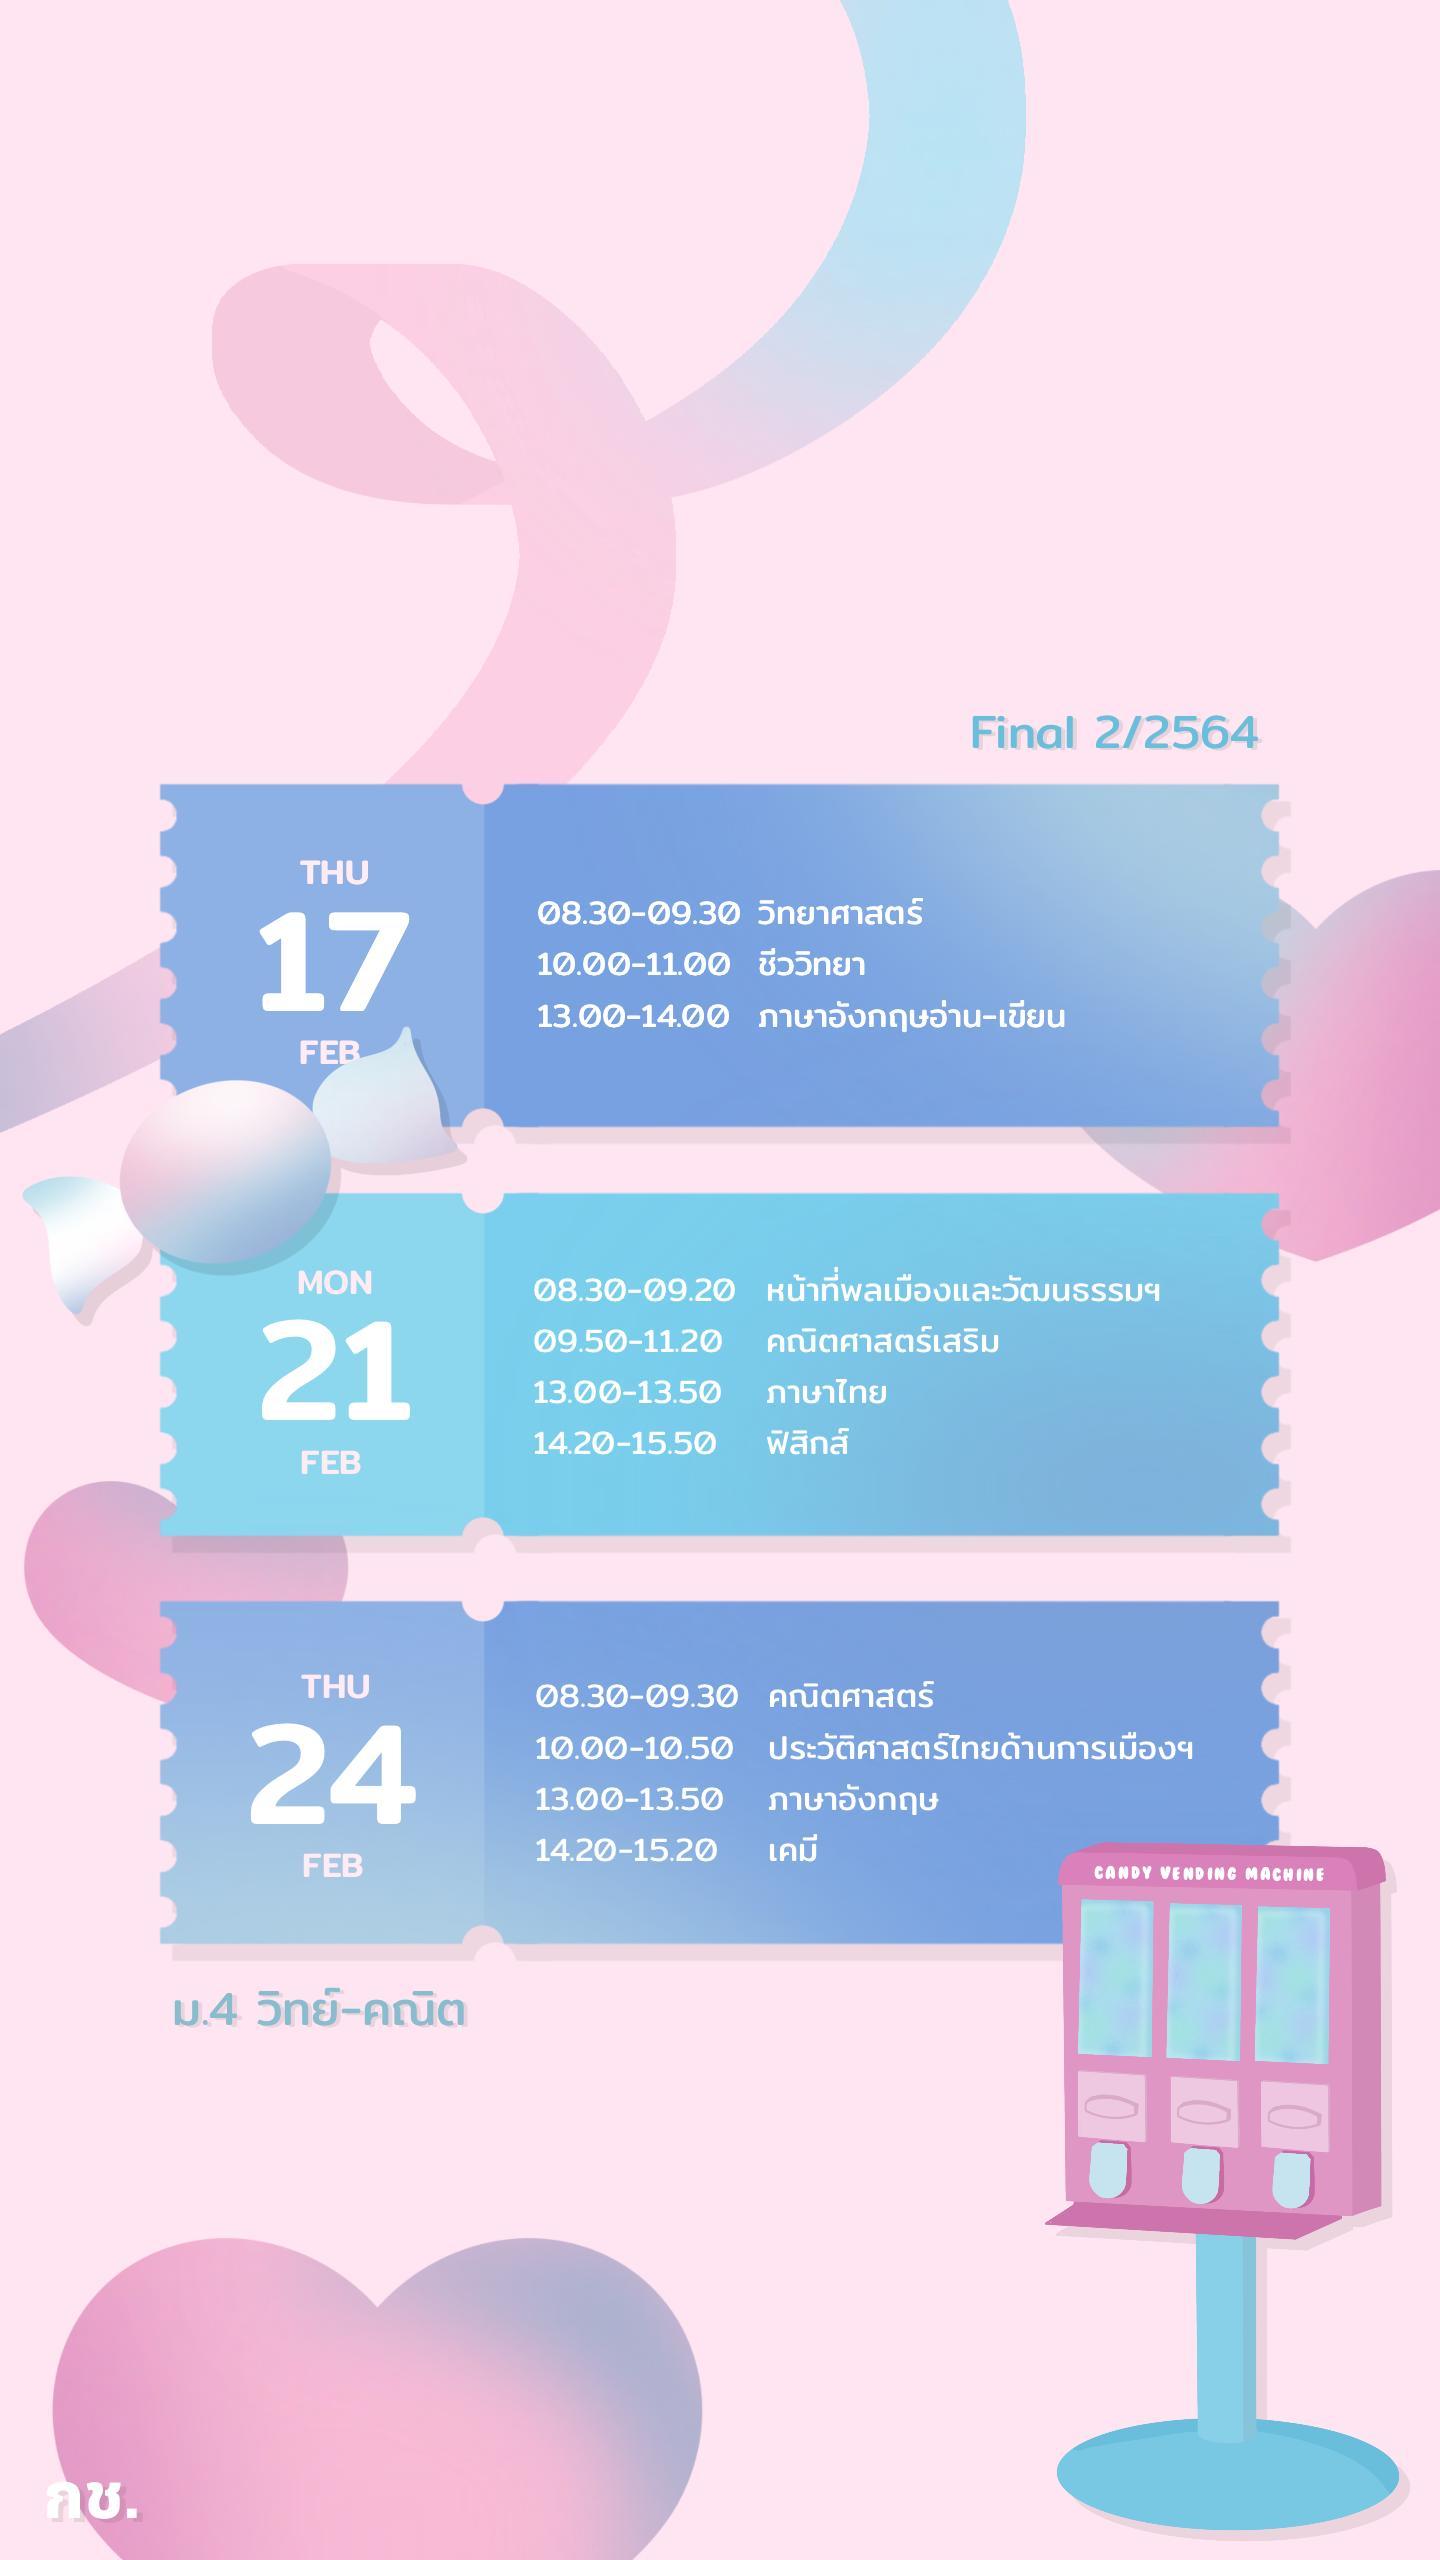 Final 2/2564
THU
17
FEB
08.30-09.30 วิทยาศาสตร์
10.00-11.00 ชีววิทยา
13.00-14.00 ภาษาอังกฤษอ่าน-เขียน
MON
21
FEB
08.30-09.20 หน้าที่พลเมืองและวัฒนธรรมฯ
09.50-11.20 คณิตศาสตร์เสริม
13.00-13.50 ภาษาไทย
14.20-15.50 ฟิสิกส์
THU
24
FEB
08.30-09.30 คณิตศาสตร์
10.00-10.50 ประวัติศาสตร์ไทยด้านการเมืองฯ
13.00-13.50 ภาษาอังกฤษ
14.20-15.20 เคมี
CANDY VENDING MACHINE
ม.4 วิทย์-คณิต
กช.